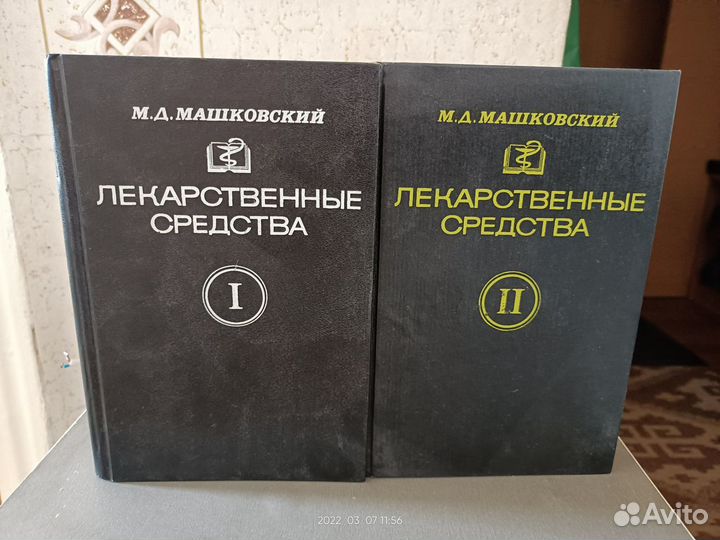 М.Д.МАШКОВСКИЙ
ЛЕКАРСТВЕННЫЕ
СРЕДСТВА
I
М.Д.МАШКОВСКИЙ
ЛЕКАРСТВЕННЫЕ
СРЕДСТВА
II
2022 03 07 11:56
Avito